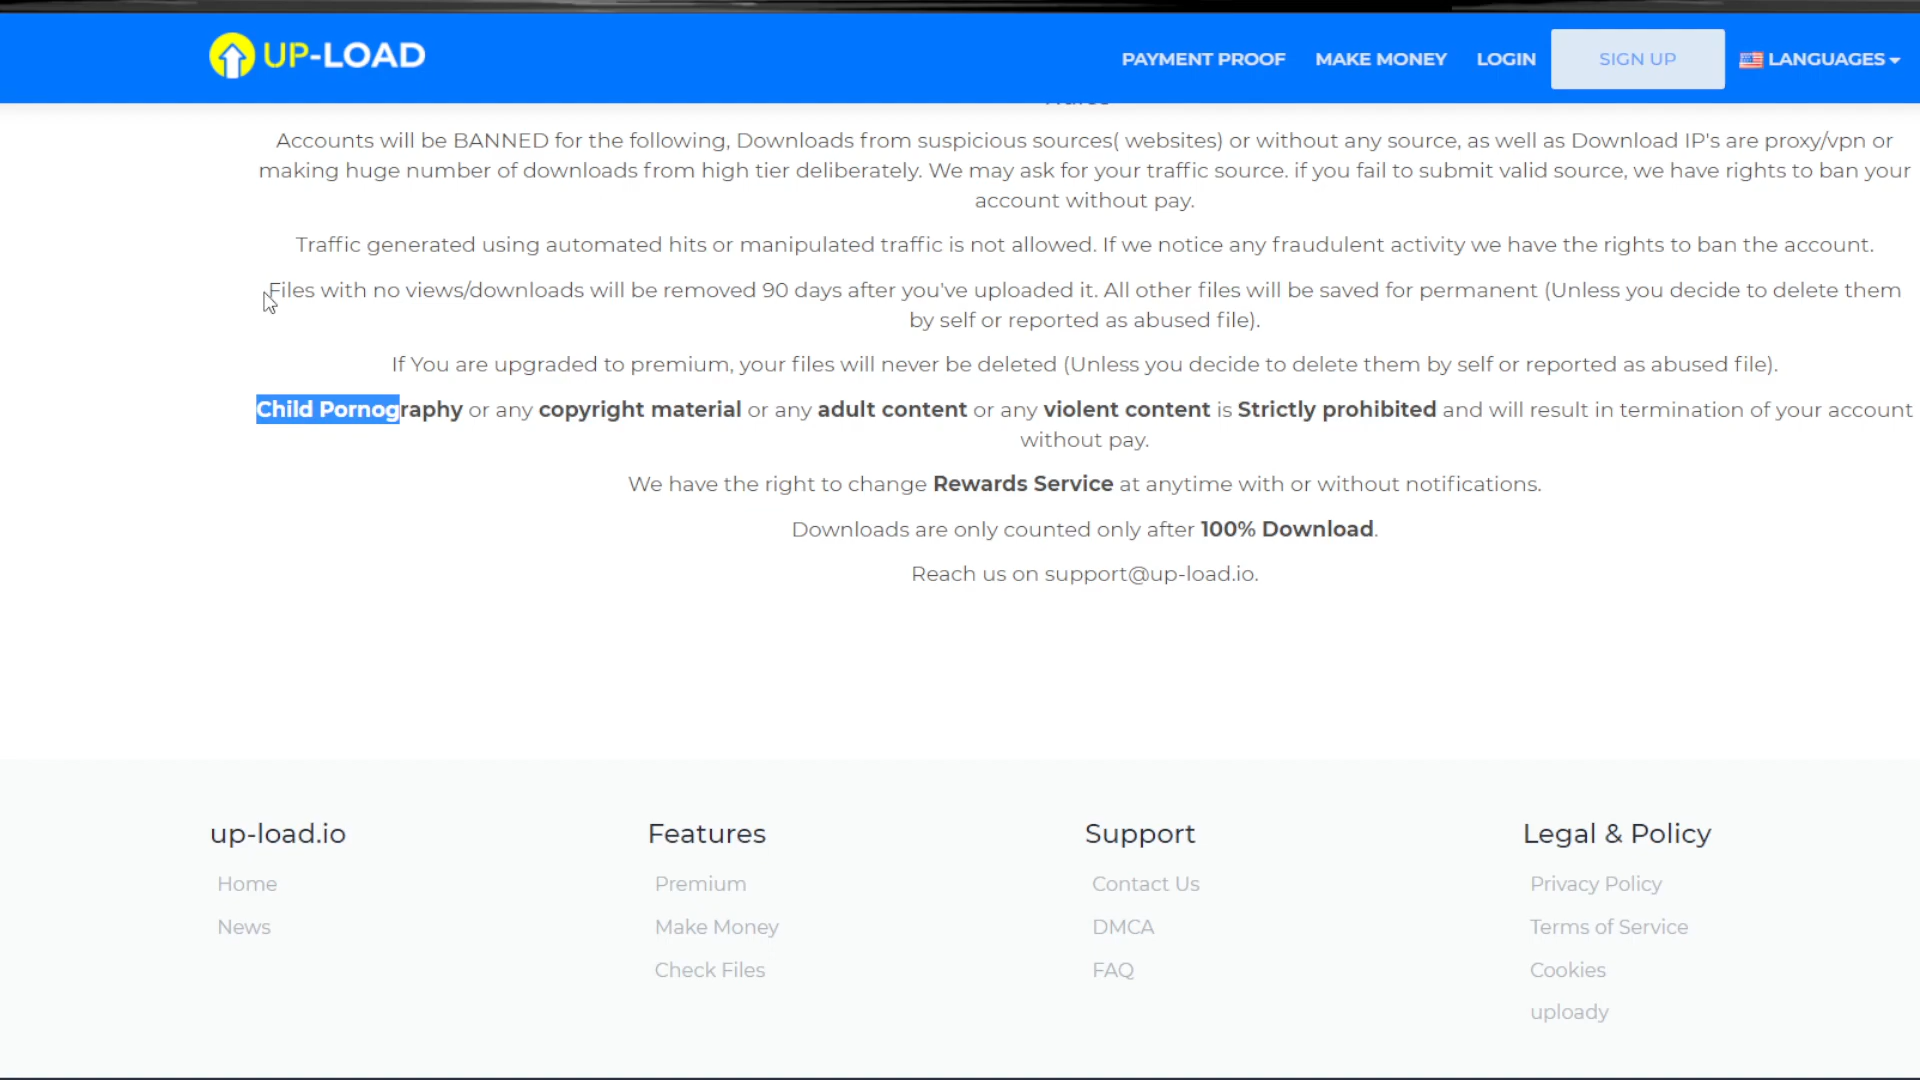 UP-LOAD
PAYMENT PROOF
MAKE MONEY
LOGIN
SIGN UP
LANGUAGES
Accounts will be BANNED for the following, Downloads from suspicious sources( websites) or without any source, as well as Download IP's are proxy/vpn or
making huge number of downloads from high tier deliberately. We may ask for your traffic source. if you fail to submit valid source, we have rights to ban your
account without pay.
Traffic generated using automated hits or manipulated traffic is not allowed. If we notice any fraudulent activity we have the rights to ban the account.
Files with no views/downloads will be removed 90 days after you've uploaded it. All other files will be saved for permanent (Unless you decide to delete them
by self or reported as abused file).
If You are upgraded to premium, your files will never be deleted (Unless you decide to delete them by self or reported as abused file).
Child Pornography or any copyright material or any adult content or any violent content is Strictly prohibited and will result in termination of your account
without pay.
We have the right to change Rewards Service at anytime with or without notifications.
Downloads are only counted only after 100% Download.
Reach us on support@up-load.io.
up-load.io
Home
News
Features
Premium
Make Money
Check Files
Support
Contact Us
DMCA
FAQ
Legal & Policy
Privacy Policy
Terms of Service
Cookies
uploady